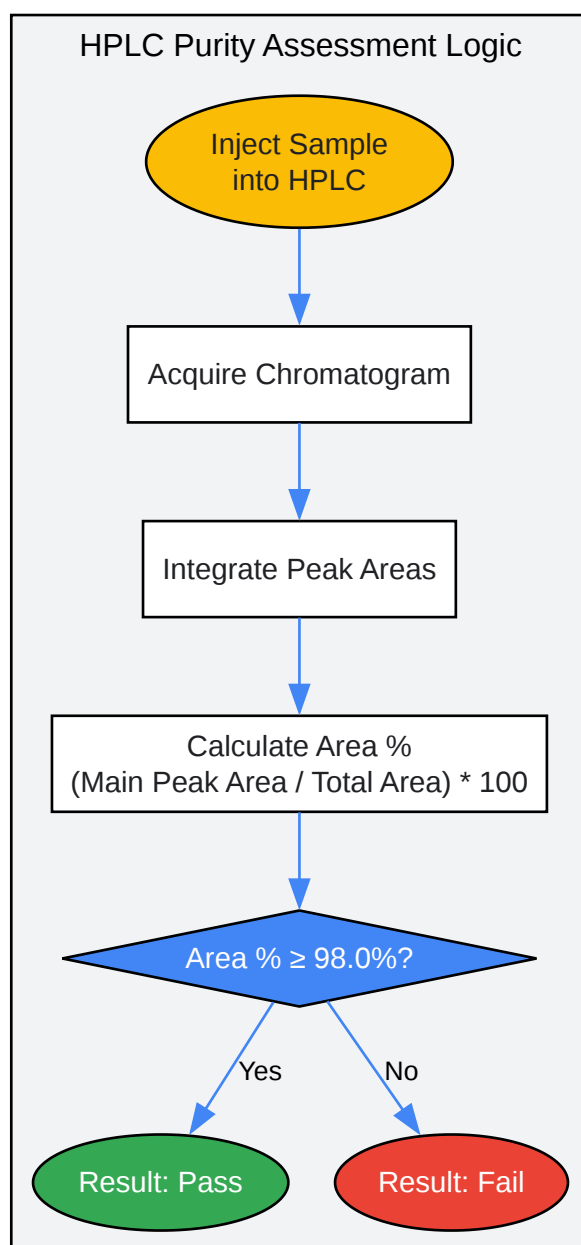 HPLC Purity Assessment Logic
Inject Sample
into HPLC
Acquire Chromatogram
Integrate Peak Areas
Calculate Area %
(Main Peak Area / Total Area) * 100
Area % ≥ 98.0%?
Yes
No
Result: Pass
Result: Fail